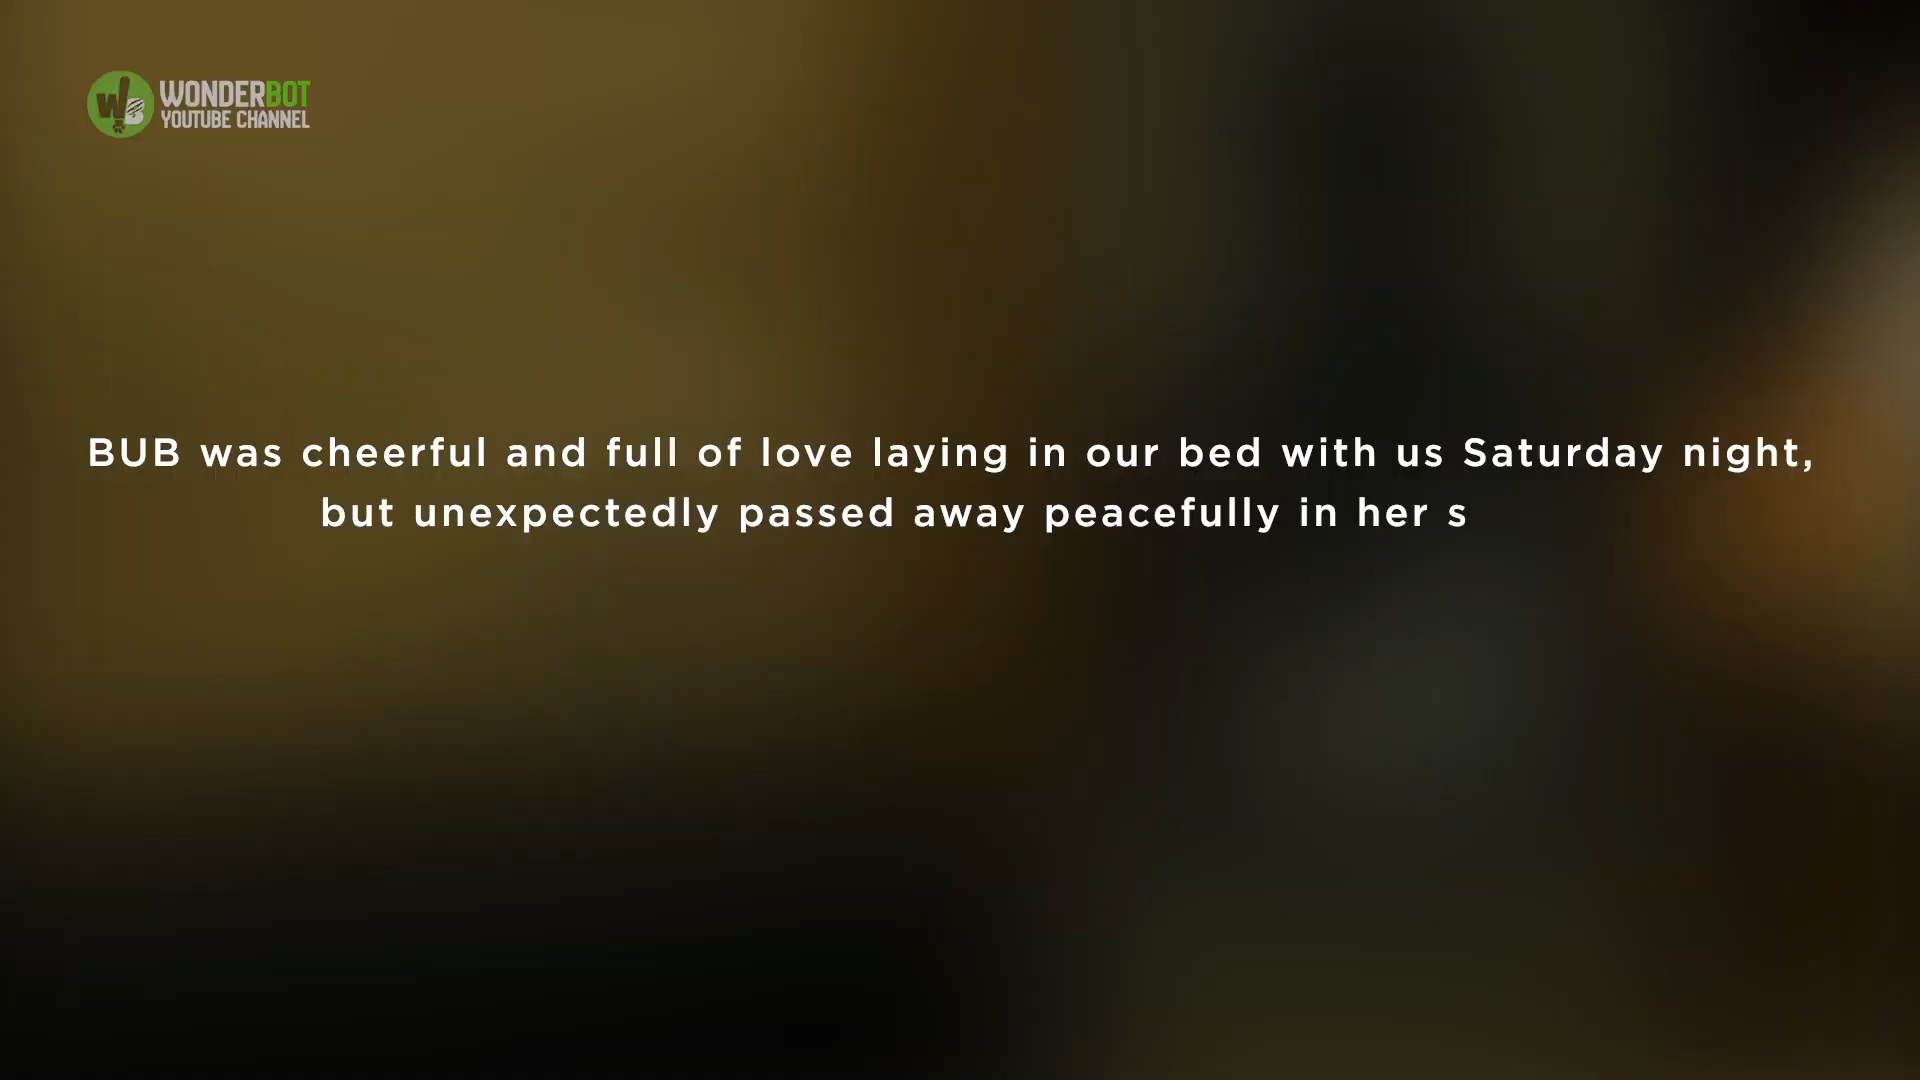 WONDERBOT
YOUTUBE CHANNEL
BUB was cheerful and full of love laying in our bed with us Saturday night,
but unexpectedly passed away peacefully in her s